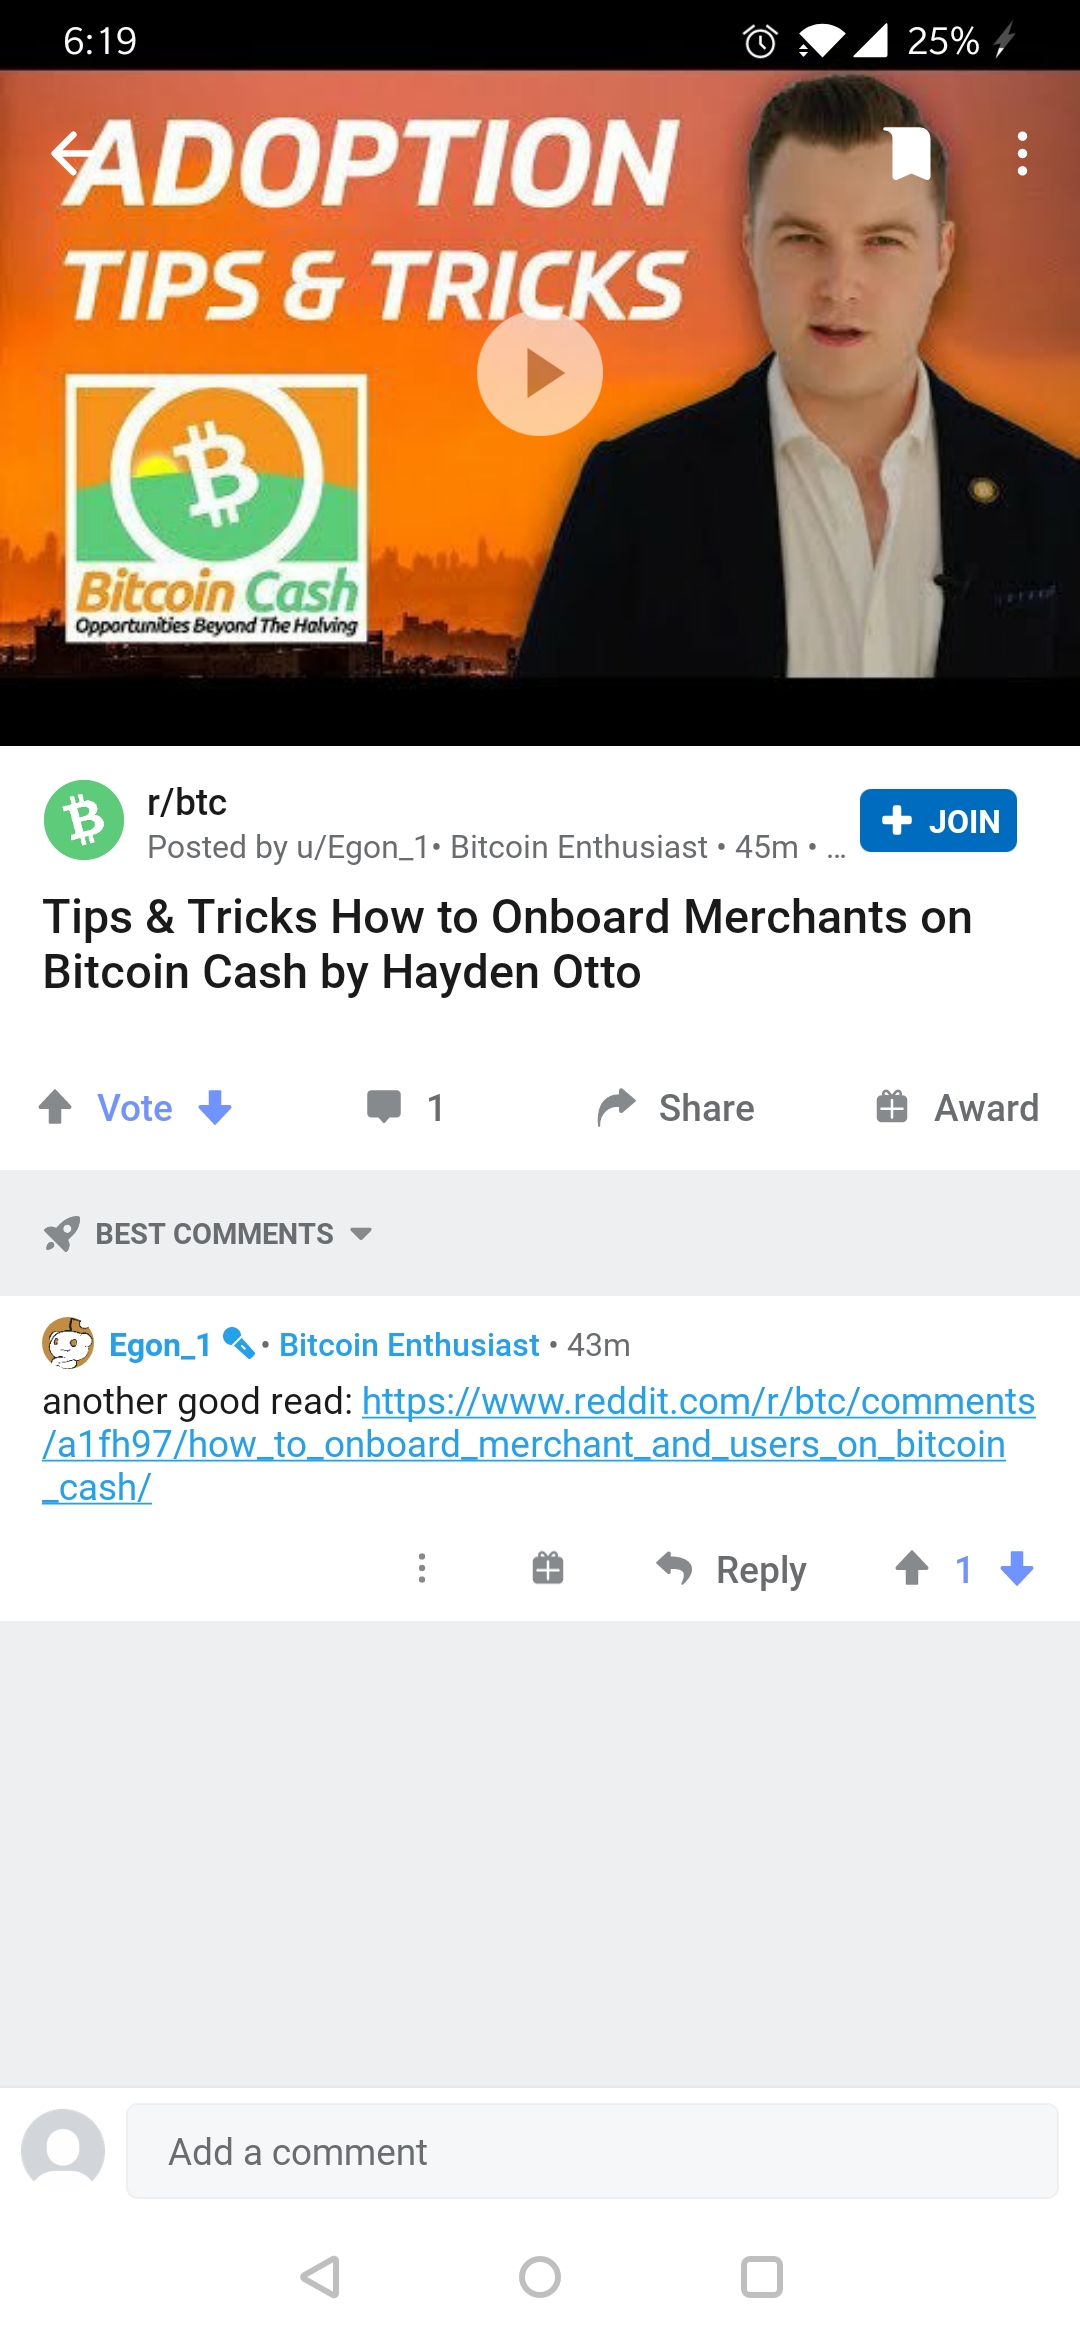 6:19
25%
ADOPTION
TIPS & TRICKS
Bitcoin Cash
Opportunities Beyond The Halving
r/btc
Posted by u/Egon_1• Bitcoin Enthusiast • 45m • ...
JOIN
Tips & Tricks How to Onboard Merchants on
Bitcoin Cash by Hayden Otto
Vote
1
Share
Award
BEST COMMENTS
Egon_1 • Bitcoin Enthusiast • 43m
another good read: https://www.reddit.com/r/btc/comments
/a1fh97/how_to_onboard_merchant_and_users_on_bitcoin
_cash/
Reply
1
Add a comment